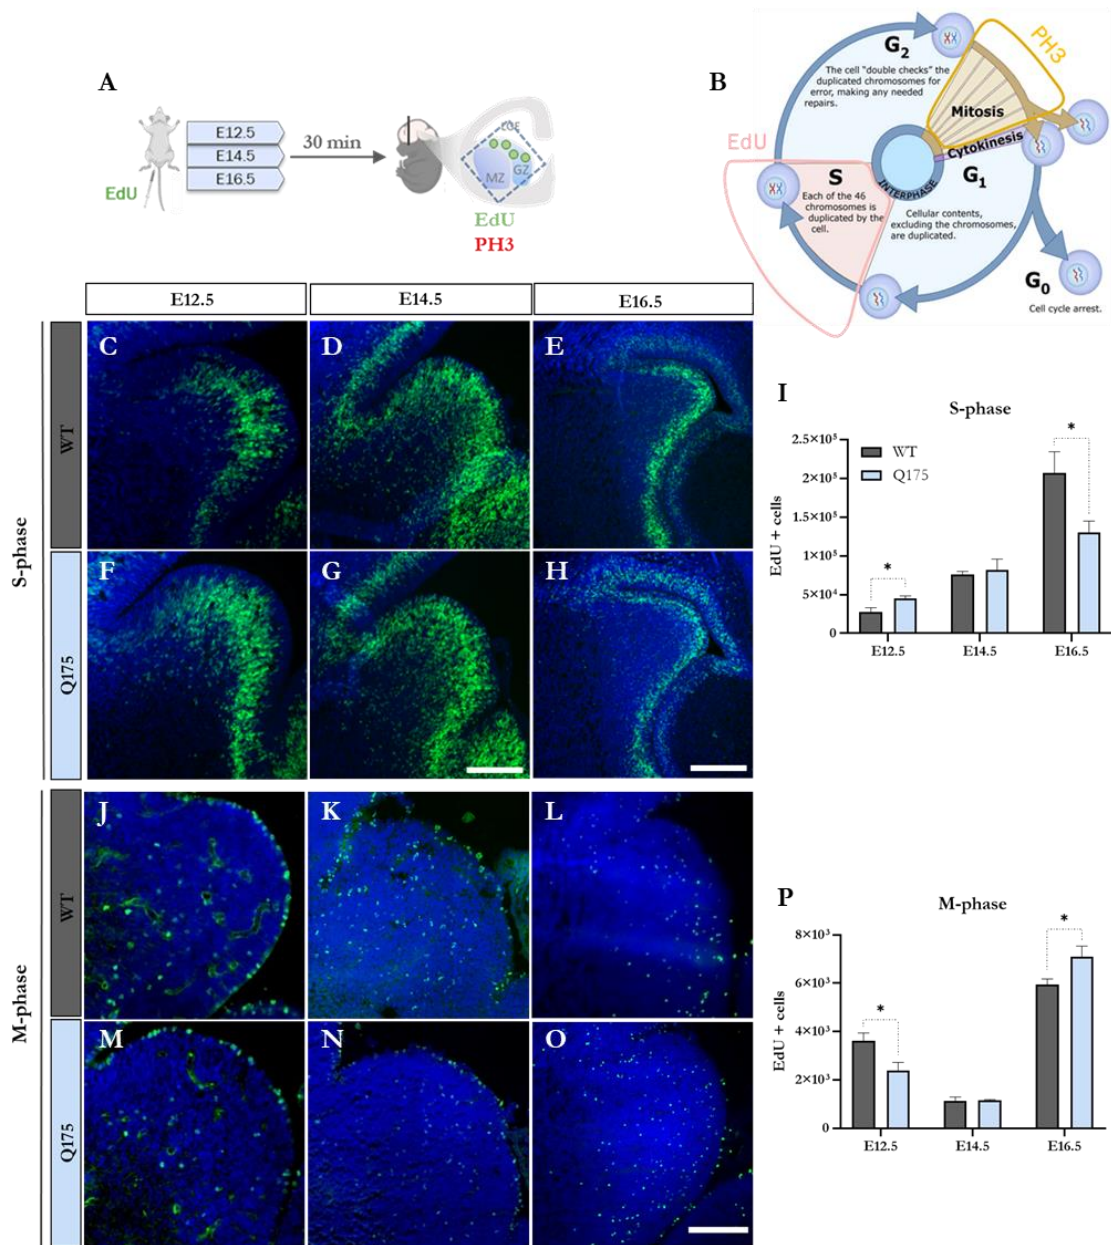 A
E12.5
E14.5
E16.5
EdU
30 min
LGE
MZ
GZ
EdU
PH3
B
G2
The cell "double checks" the
duplicated chromosomes for
error, making any needed
repairs.
PH3
Mitosis
Cytokinesis
EdU
S
Each of the 46
chromosomes is
duplicated by the
cell.
INTERPHASE
G1
Cellular contents,
excluding the chromosomes,
are duplicated.
G0
Cell cycle arrest.
E12.5
E14.5
E16.5
S-phase
WT
C
D
E
Q175
F
G
H
I
S-phase
EdU + cells
2.5×10⁵
2×10⁵
1.5×10⁵
1×10⁵
5×10⁴
0
WT
Q175
*
*
E12.5
E14.5
E16.5
M-phase
WT
J
K
L
Q175
M
N
O
P
M-phase
EdU + cells
8×10³
6×10³
4×10³
2×10³
0
*
*
E12.5
E14.5
E16.5